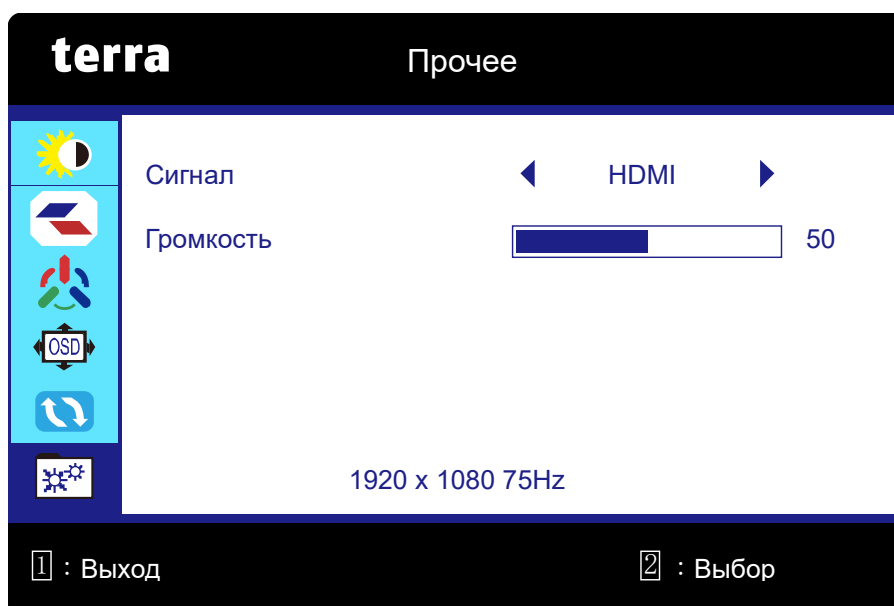 terra Прочее
Сигнал HDMI
Громкость 50
OSD
1920 x 1080 75Hz
1 : Выход 2 : Выбор